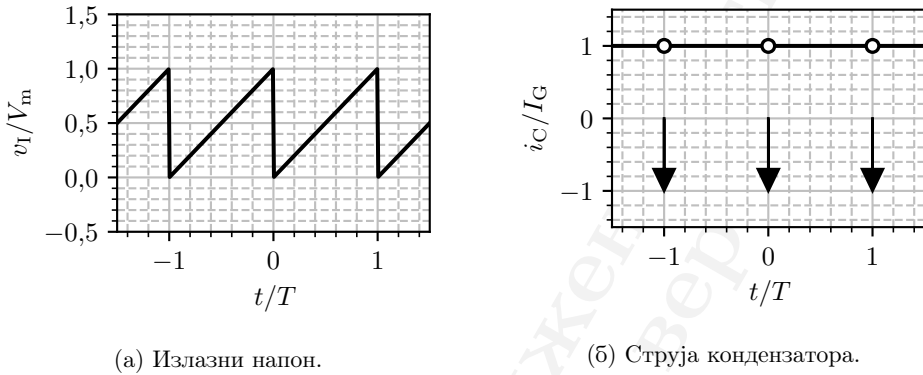 1,5
1,0
0,5
0,0
−0,5
v_I/V_m
−1
0
1
t/T
(а) Излазни напон.
1
0
−1
i_C/I_G
−1
0
1
t/T
(б) Струја кондензатора.